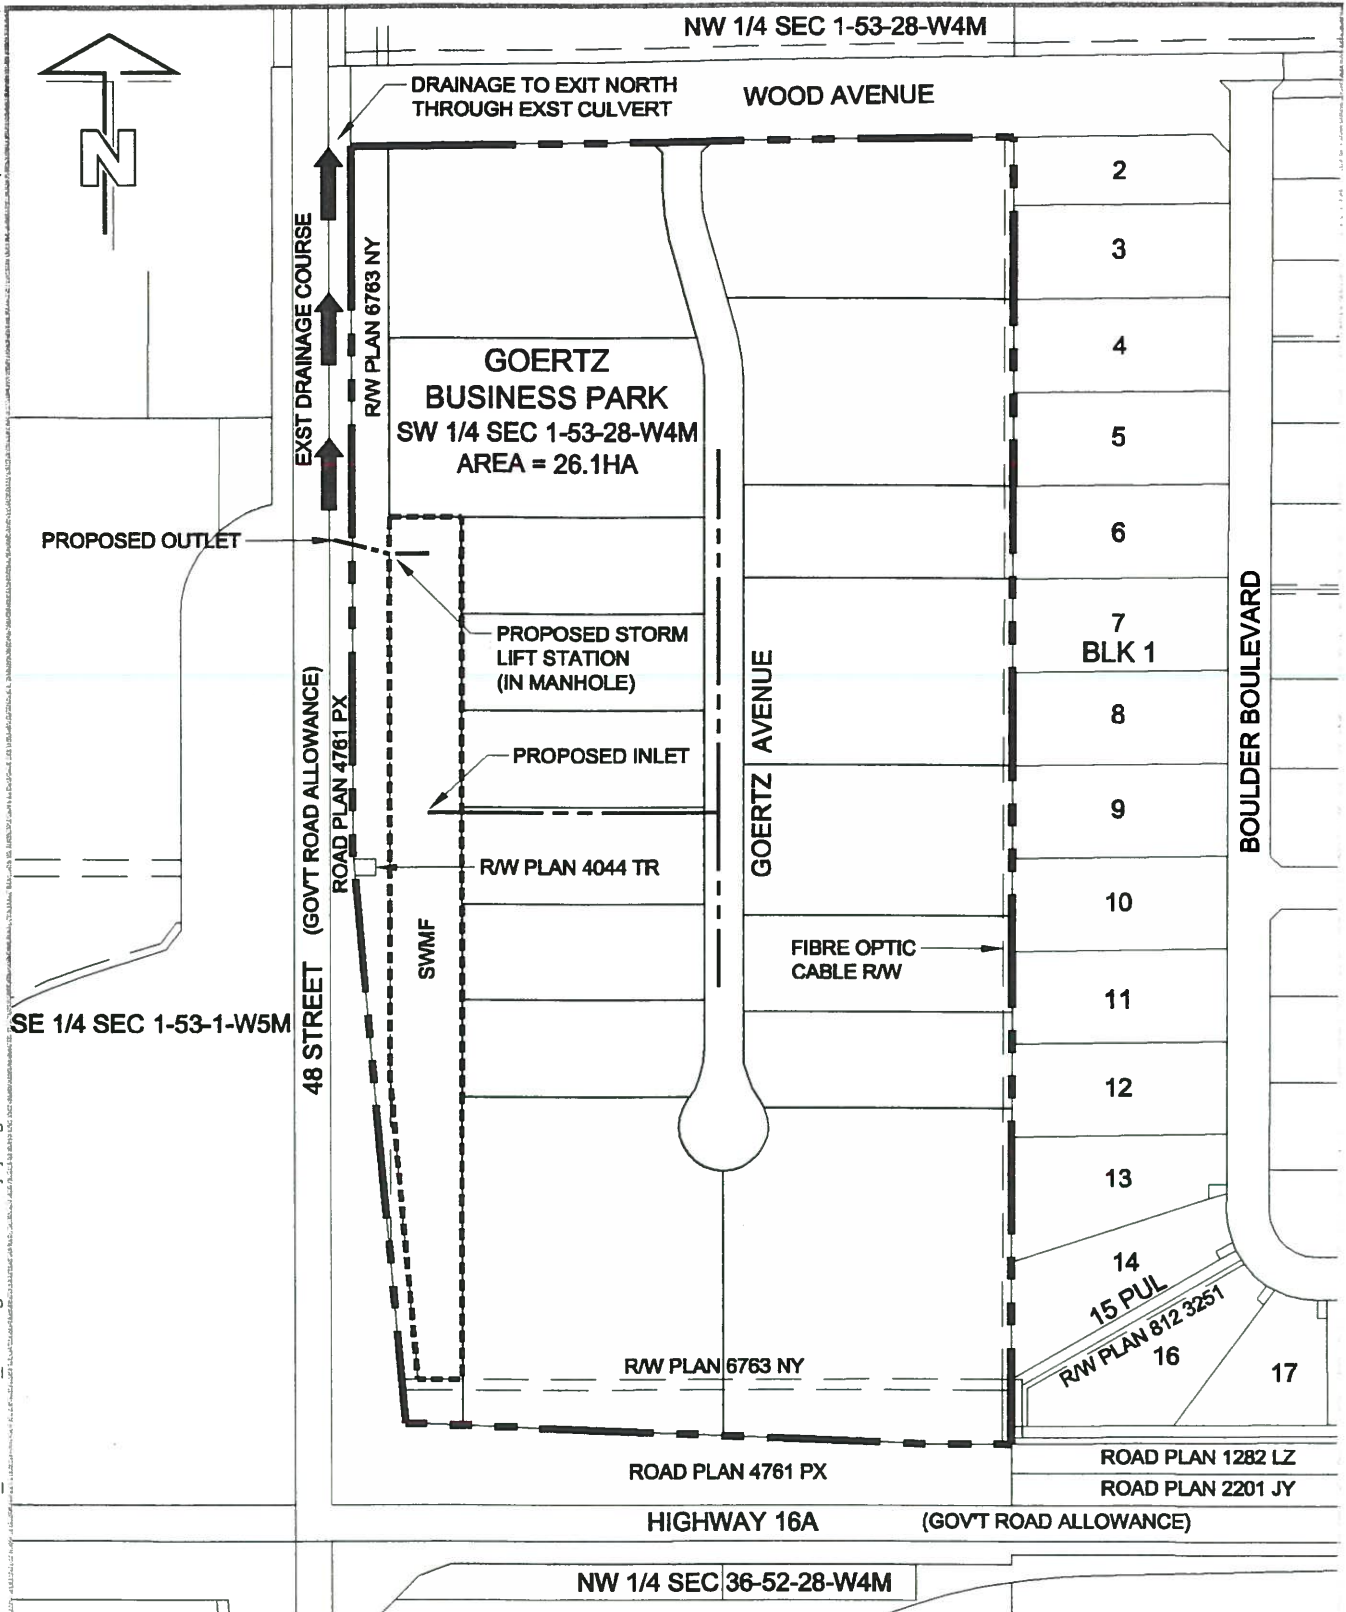 NW 1/4 SEC 1-53-28-W4M
DRAINAGE TO EXIT NORTH
THROUGH EXST CULVERT
WOOD AVENUE
N
EXST DRAINAGE COURSE
R/W PLAN 6763 NY
GOERTZ
BUSINESS PARK
SW 1/4 SEC 1-53-28-W4M
AREA = 26.1HA
PROPOSED OUTLET
PROPOSED STORM
LIFT STATION
(IN MANHOLE)
PROPOSED INLET
R/W PLAN 4044 TR
SWMF
48 STREET (GOV'T ROAD ALLOWANCE)
ROAD PLAN 4761 PX
GOERTZ AVENUE
FIBRE OPTIC
CABLE R/W
SE 1/4 SEC 1-53-1-W5M
2
3
4
5
6
7
BLK 1
8
9
10
11
12
13
14
15 PUL
R/W PLAN 812 3251
16
17
BOULDER BOULEVARD
R/W PLAN 6763 NY
ROAD PLAN 4761 PX
ROAD PLAN 1282 LZ
ROAD PLAN 2201 JY
HIGHWAY 16A (GOV'T ROAD ALLOWANCE)
NW 1/4 SEC 36-52-28-W4M